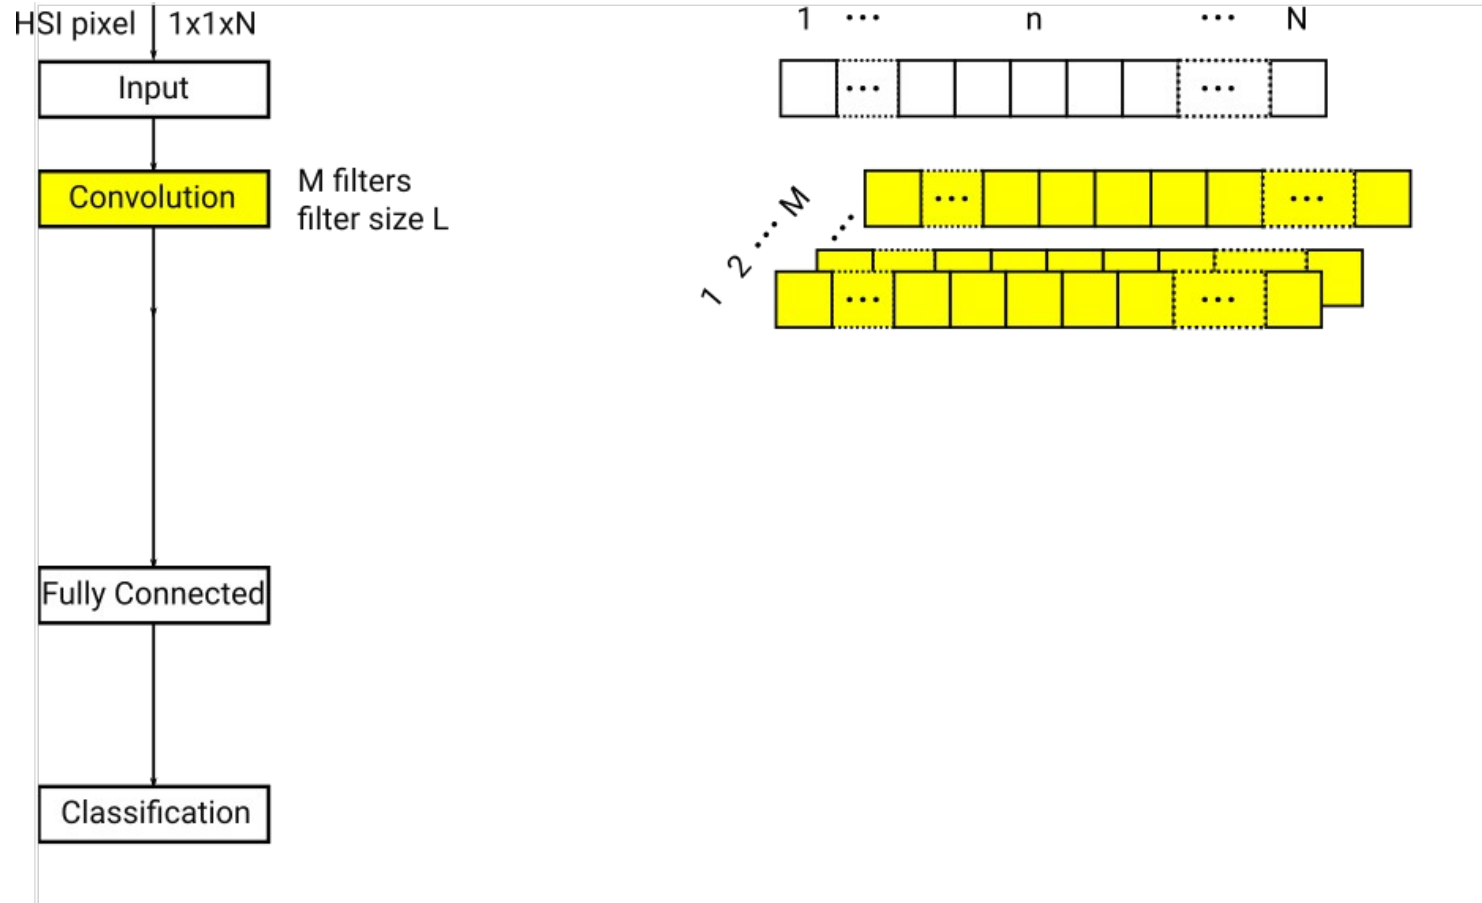 HSI pixel 1x1xN
1 ... n ... N
Input
... ...
Convolution
M filters
filter size L
... ...
1 2 ... M
...
... ...
Fully Connected
Classification